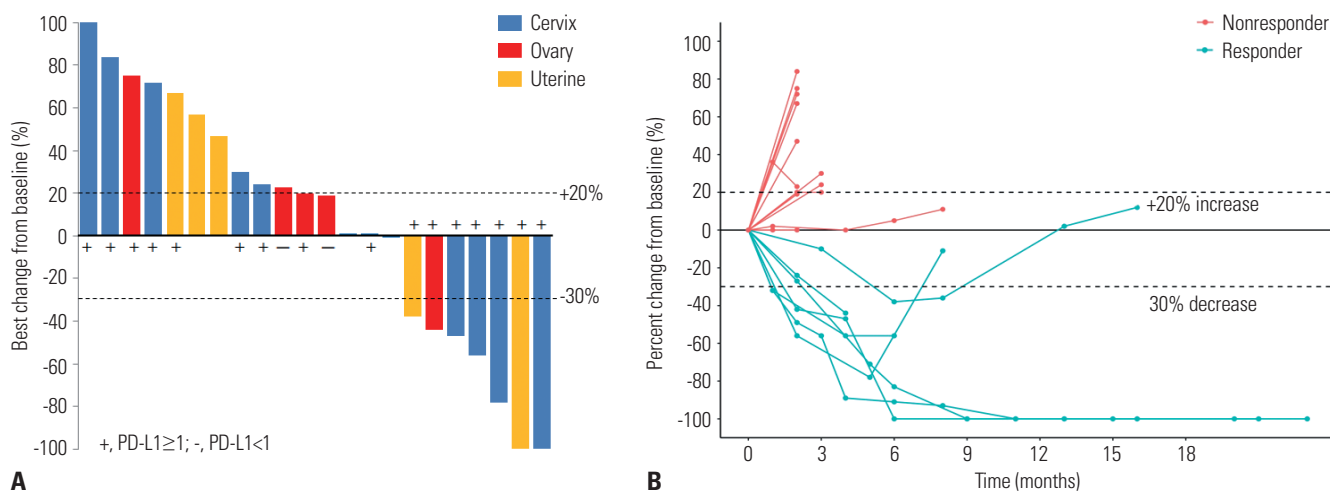 Cervix
Ovary
Uterine
Best change from baseline (%)
100
80
60
40
20
0
-20
-40
-60
-80
-100
+20%
-30%
+ + + + + + + − + − +
+ + + + + + +
+, PD-L1≥1; -, PD-L1<1
A
Nonresponder
Responder
Percent change from baseline (%)
100
80
60
40
20
0
-20
-40
-60
-80
-100
+20% increase
30% decrease
0 3 6 9 12 15 18
Time (months)
B